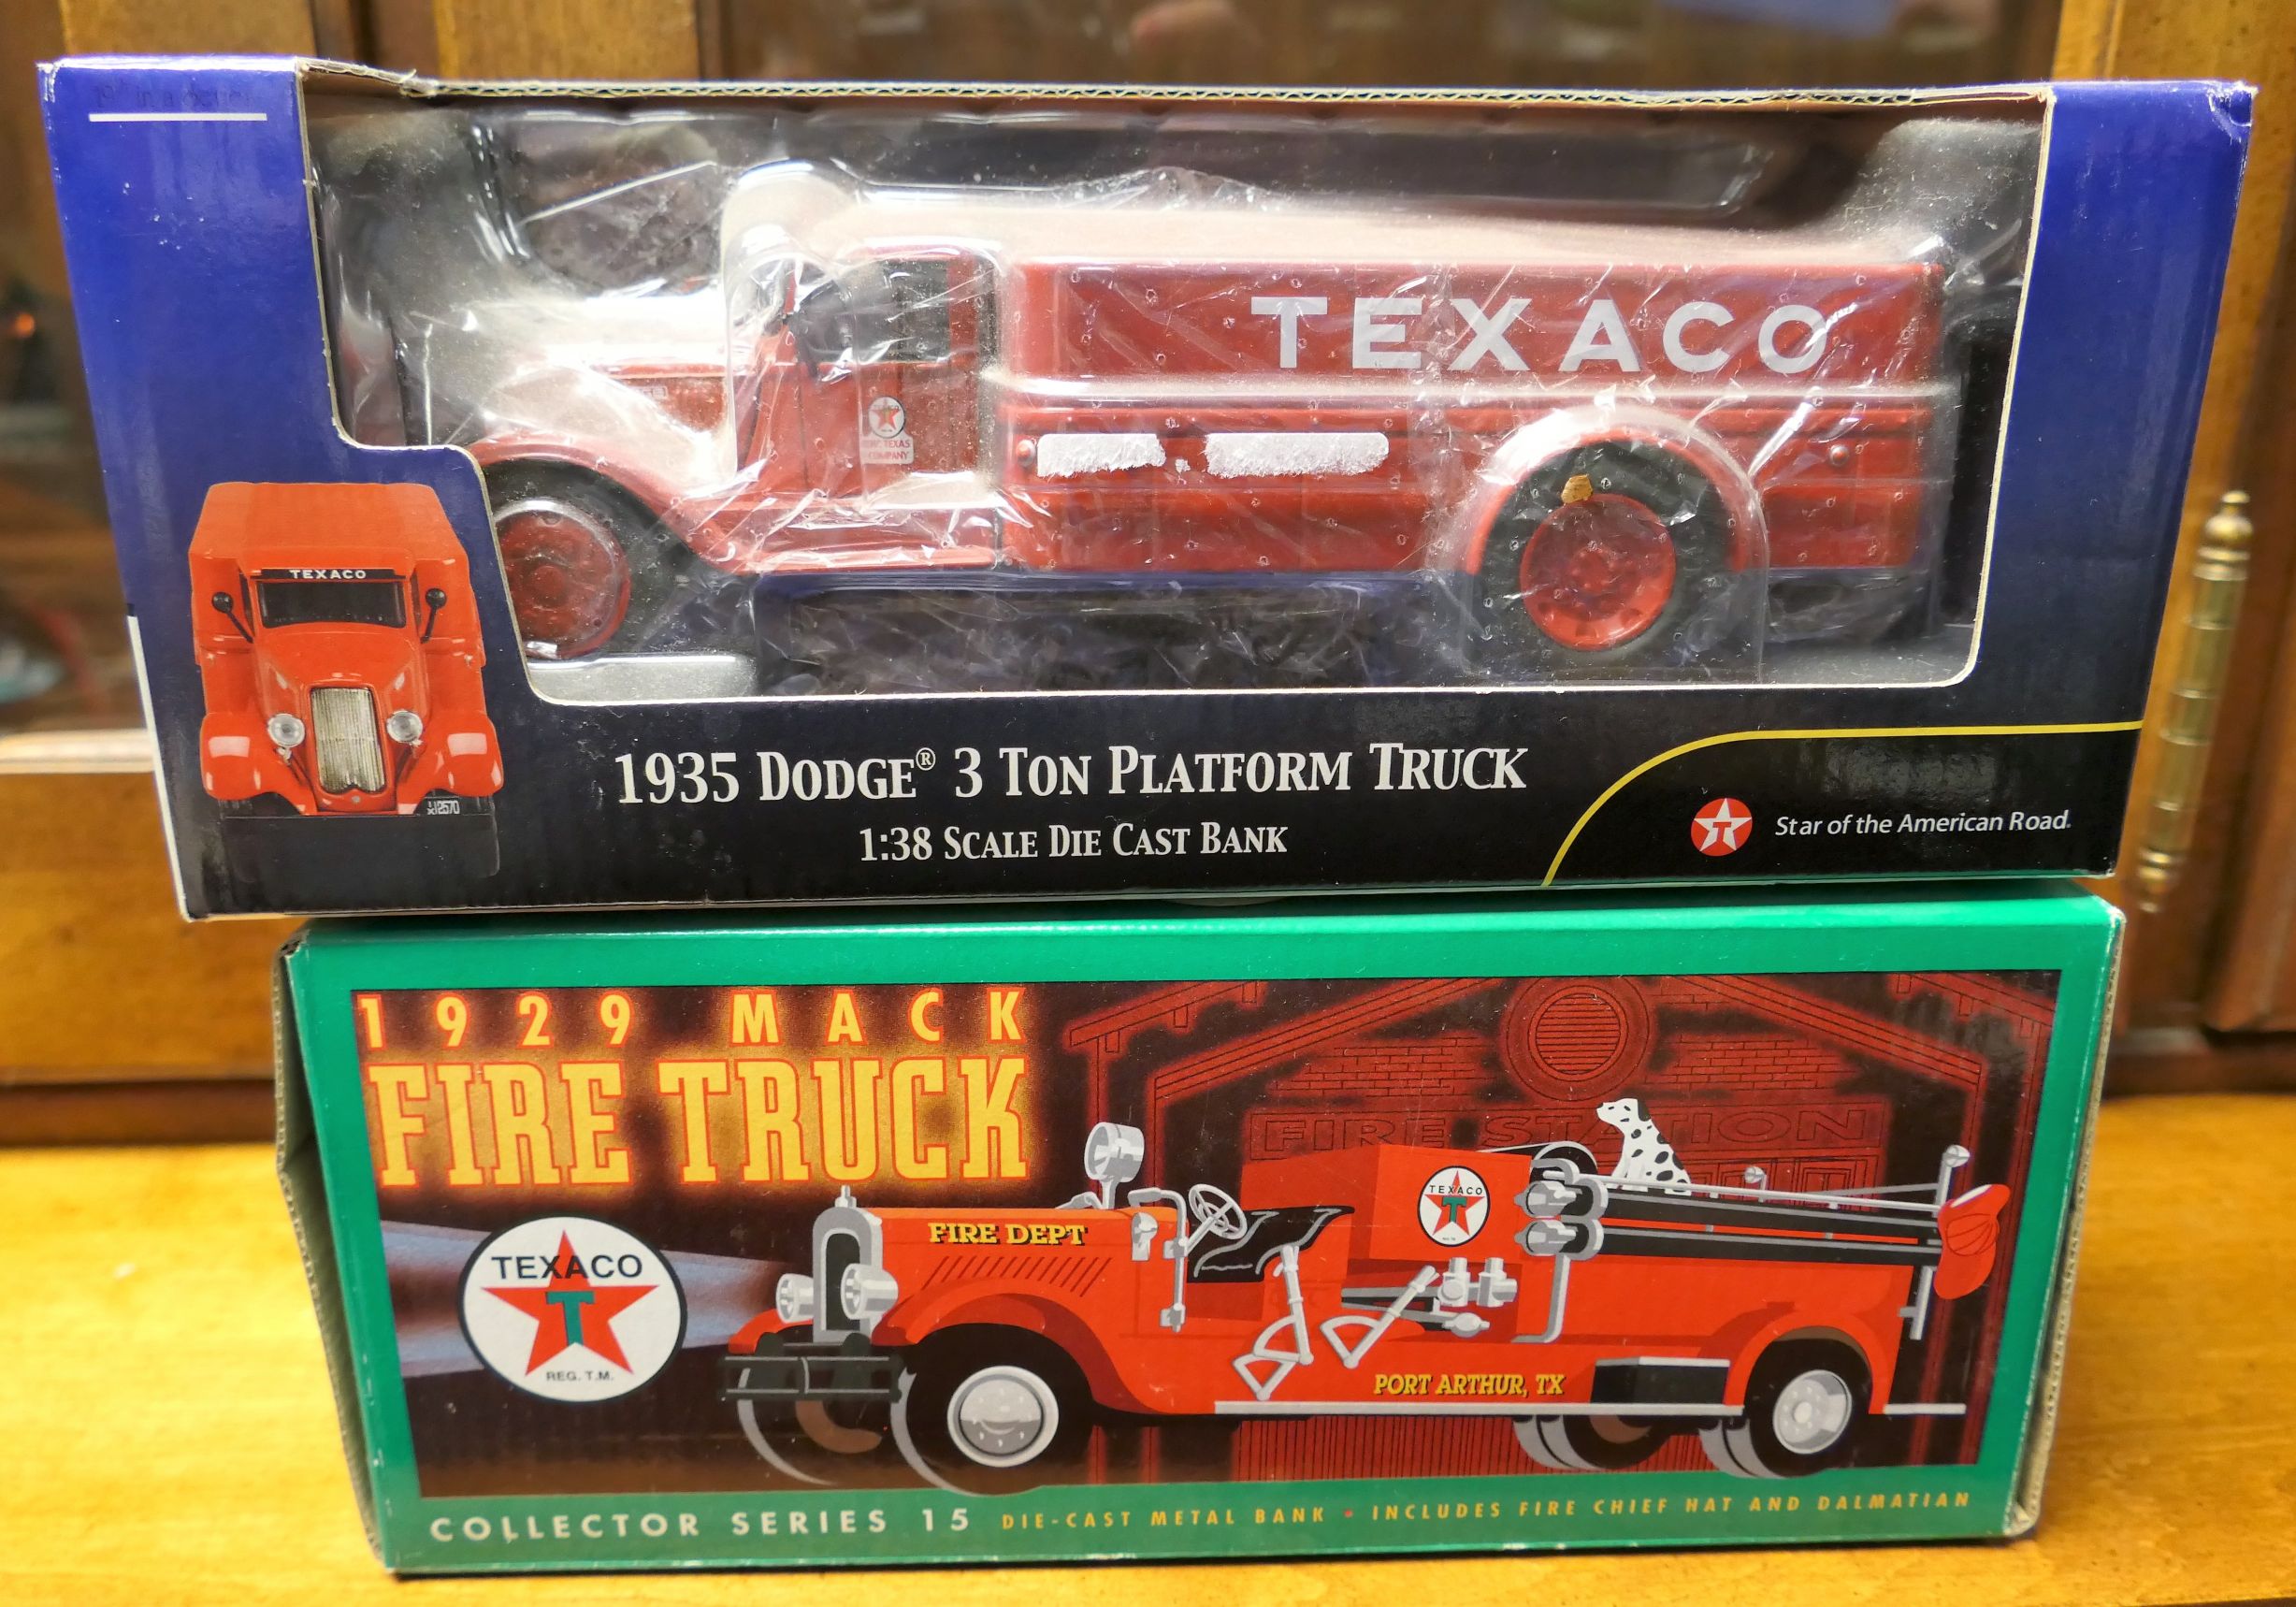 TEXACO
TEXAS
COMPANY
TEXACO
1935 DODGE® 3 TON PLATFORM TRUCK
1:38 SCALE DIE CAST BANK
Star of the American Road.
1929 MACK
FIRE TRUCK
FIRE STATION
TEXACO
T
REG. T.M.
FIRE DEPT
TEXACO
T
PORT ARTHUR, TX
COLLECTOR SERIES 15 DIE-CAST METAL BANK • INCLUDES FIRE CHIEF HAT AND DALMATIAN